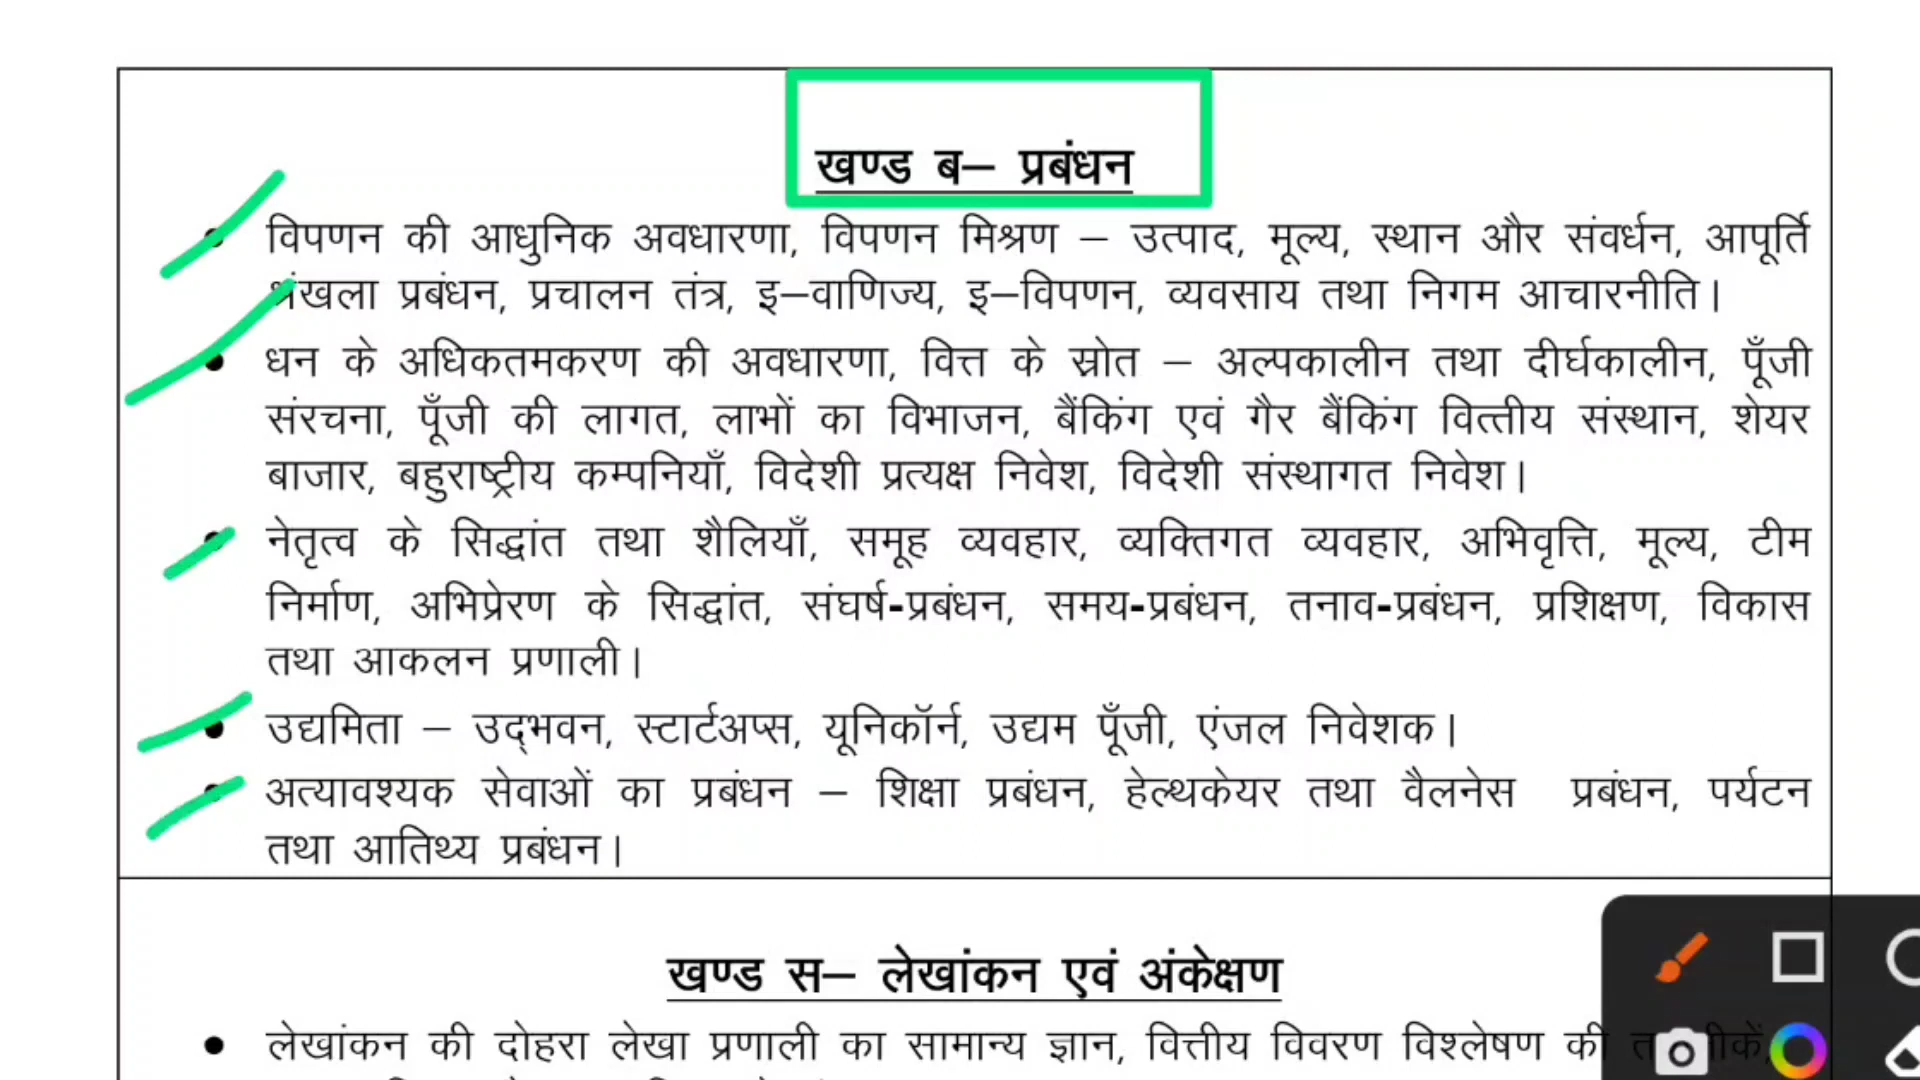 खण्ड ब– प्रबंधन
• विपणन की आधुनिक अवधारणा, विपणन मिश्रण – उत्पाद, मूल्य, स्थान और संवर्धन, आपूर्ति
श्रंखला प्रबंधन, प्रचालन तंत्र, इ–वाणिज्य, इ–विपणन, व्यवसाय तथा निगम आचारनीति।
• धन के अधिकतमकरण की अवधारणा, वित्त के स्रोत – अल्पकालीन तथा दीर्घकालीन, पूँजी
संरचना, पूँजी की लागत, लाभों का विभाजन, बैंकिंग एवं गैर बैंकिंग वित्तीय संस्थान, शेयर
बाजार, बहुराष्ट्रीय कम्पनियाँ, विदेशी प्रत्यक्ष निवेश, विदेशी संस्थागत निवेश।
• नेतृत्व के सिद्धांत तथा शैलियाँ, समूह व्यवहार, व्यक्तिगत व्यवहार, अभिवृत्ति, मूल्य, टीम
निर्माण, अभिप्रेरण के सिद्धांत, संघर्ष-प्रबंधन, समय-प्रबंधन, तनाव-प्रबंधन, प्रशिक्षण, विकास
तथा आकलन प्रणाली।
• उद्यमिता – उद्‌भवन, स्टार्टअप्स, यूनिकॉर्न, उद्यम पूँजी, एंजल निवेशक।
• अत्यावश्यक सेवाओं का प्रबंधन – शिक्षा प्रबंधन, हेल्थकेयर तथा वैलनेस प्रबंधन, पर्यटन
तथा आतिथ्य प्रबंधन।
खण्ड स– लेखांकन एवं अंकेक्षण
• लेखांकन की दोहरा लेखा प्रणाली का सामान्य ज्ञान, वित्तीय विवरण विश्लेषण की